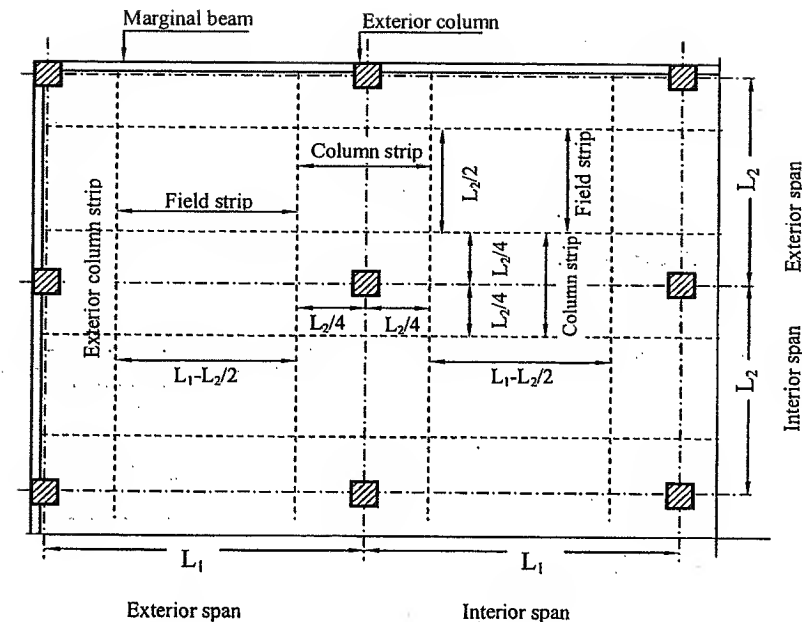 Marginal beam
Exterior column
Column strip
L₂/2
Field strip
L₂
Exterior span
Field strip
Exterior column strip
L₂/4
L₂/4
Column strip
L₂/4
L₂/4
L₁-L₂/2
L₁-L₂/2
L₂
Interior span
L₁
L₁
Exterior span
Interior span